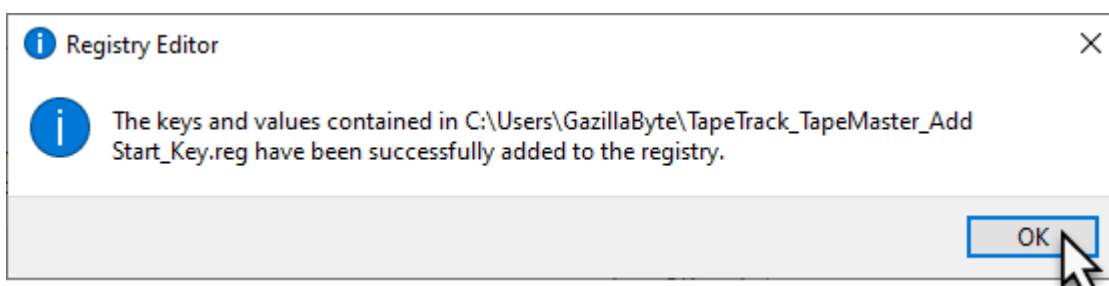 Registry Editor
The keys and values contained in C:\Users\GazillaByte\TapeTrack_TapeMaster_Add
Start_Key.reg have been successfully added to the registry.
OK